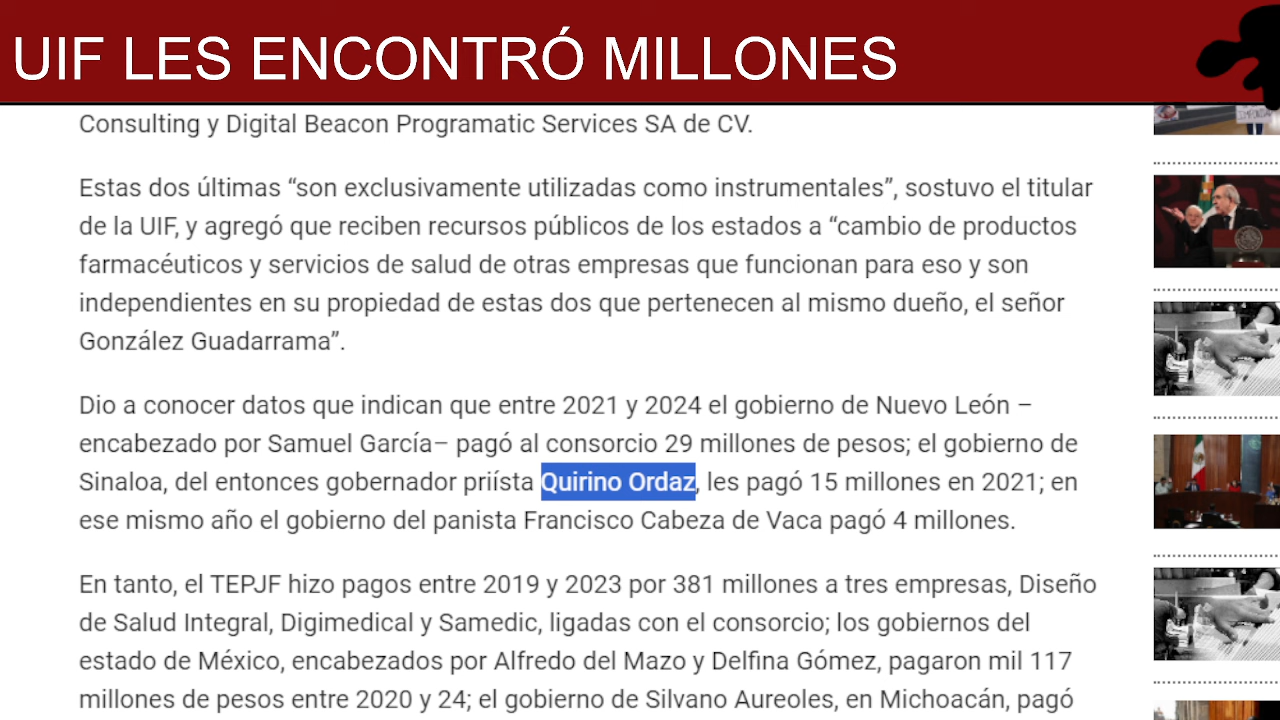 UIF LES ENCONTRÓ MILLONES
Consulting y Digital Beacon Programatic Services SA de CV.
Estas dos últimas “son exclusivamente utilizadas como instrumentales”, sostuvo el titular
de la UIF, y agregó que reciben recursos públicos de los estados a “cambio de productos
farmacéuticos y servicios de salud de otras empresas que funcionan para eso y son
independientes en su propiedad de estas dos que pertenecen al mismo dueño, el señor
González Guadarrama”.
Dio a conocer datos que indican que entre 2021 y 2024 el gobierno de Nuevo León –
encabezado por Samuel García– pagó al consorcio 29 millones de pesos; el gobierno de
Sinaloa, del entonces gobernador priísta Quirino Ordaz, les pagó 15 millones en 2021; en
ese mismo año el gobierno del panista Francisco Cabeza de Vaca pagó 4 millones.
En tanto, el TEPJF hizo pagos entre 2019 y 2023 por 381 millones a tres empresas, Diseño
de Salud Integral, Digimedical y Samedic, ligadas con el consorcio; los gobiernos del
estado de México, encabezados por Alfredo del Mazo y Delfina Gómez, pagaron mil 117
millones de pesos entre 2020 y 24; el gobierno de Silvano Aureoles, en Michoacán, pagó